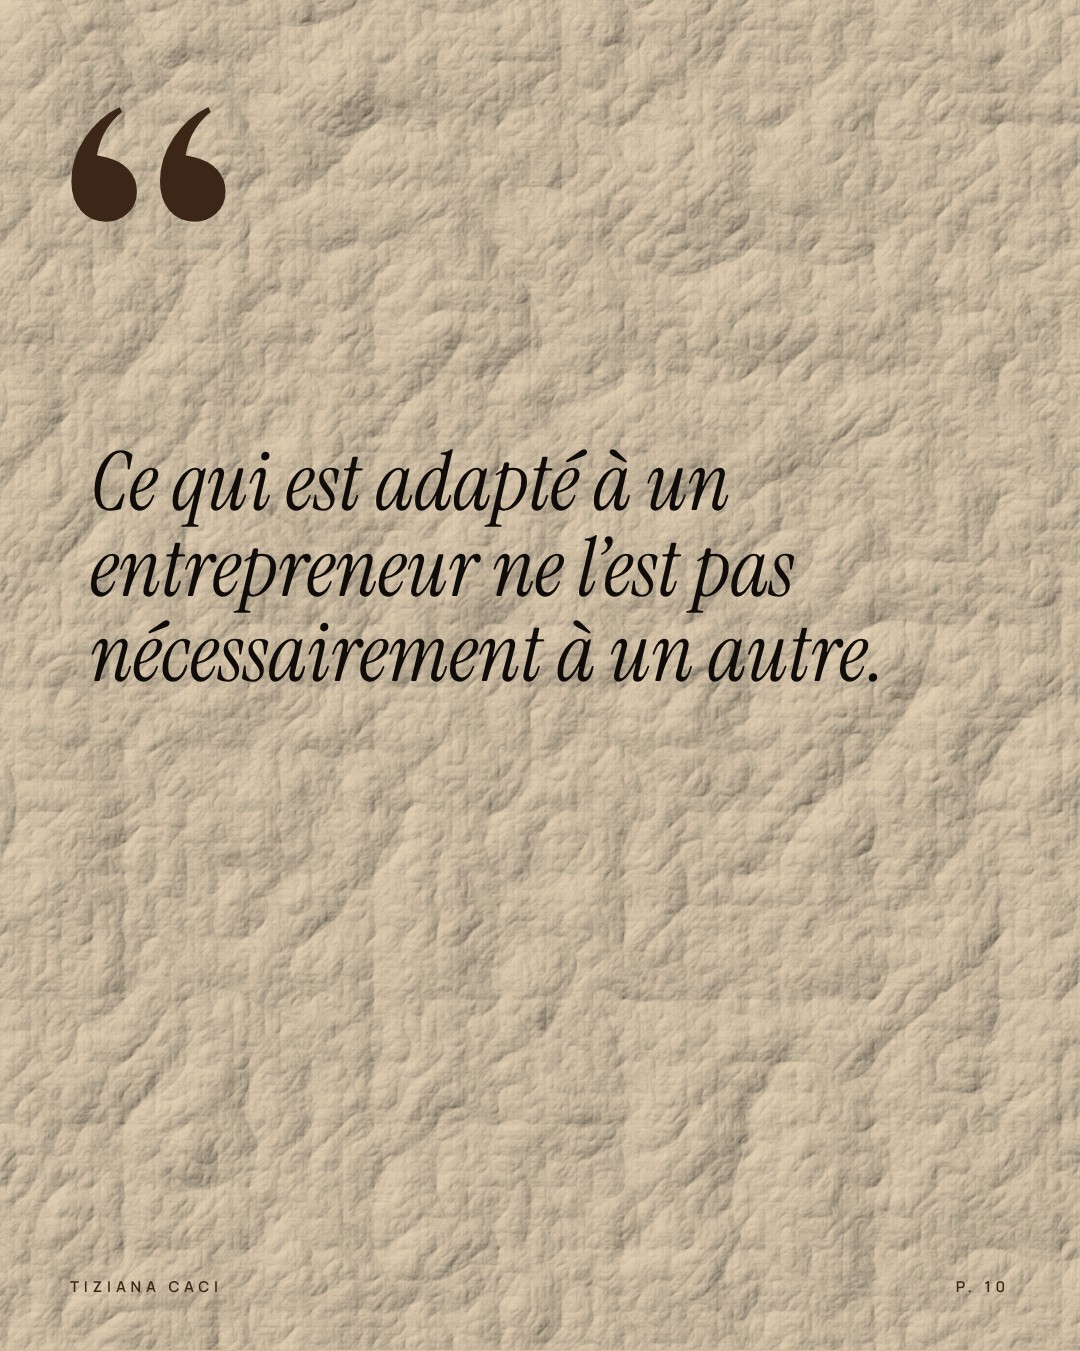 “
Ce qui est adapté à un
entrepreneur ne l’est pas
nécessairement à un autre.
TIZIANA CACI
P. 10